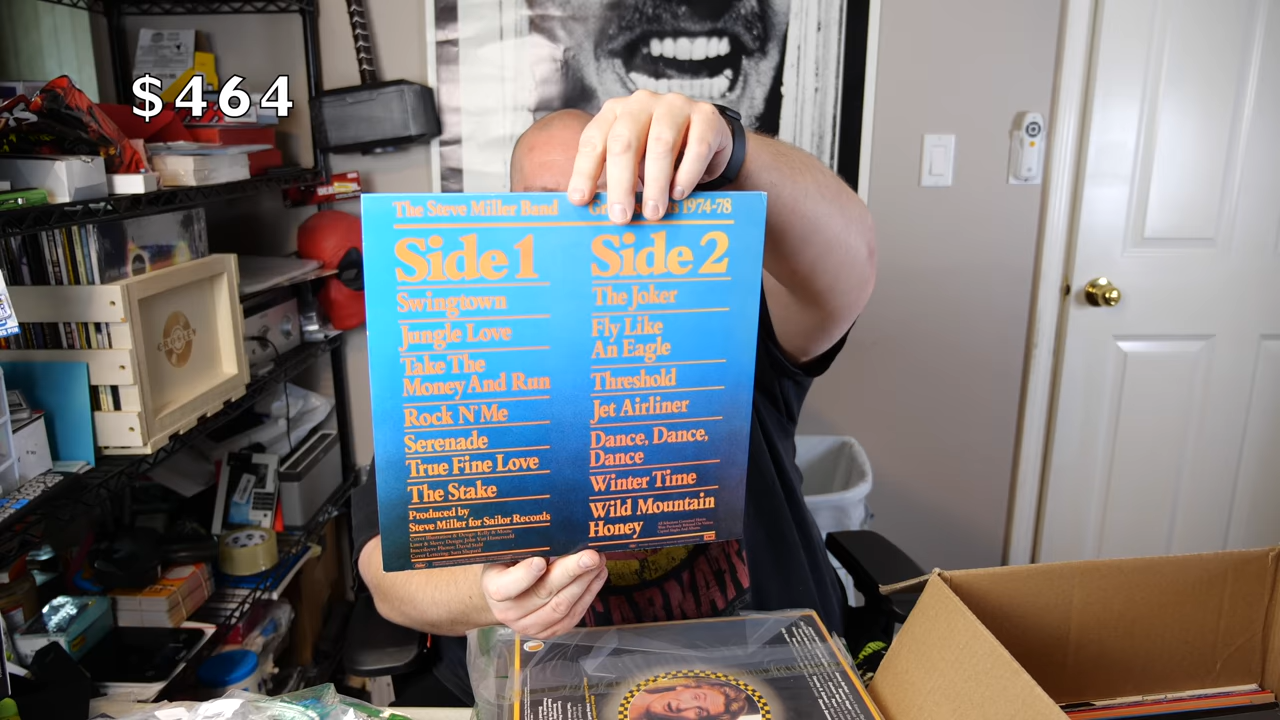 $464
The Steve Miller Band
1974-78
Side 1
Swingtown
Jungle Love
Take The
Money And Run
Rock N' Me
Serenade
True Fine Love
The Stake
Produced by
Steve Miller for Sailor Records
Side 2
The Joker
Fly Like
An Eagle
Threshold
Jet Airliner
Dance, Dance,
Dance
Winter Time
Wild Mountain
Honey
CROSLEY